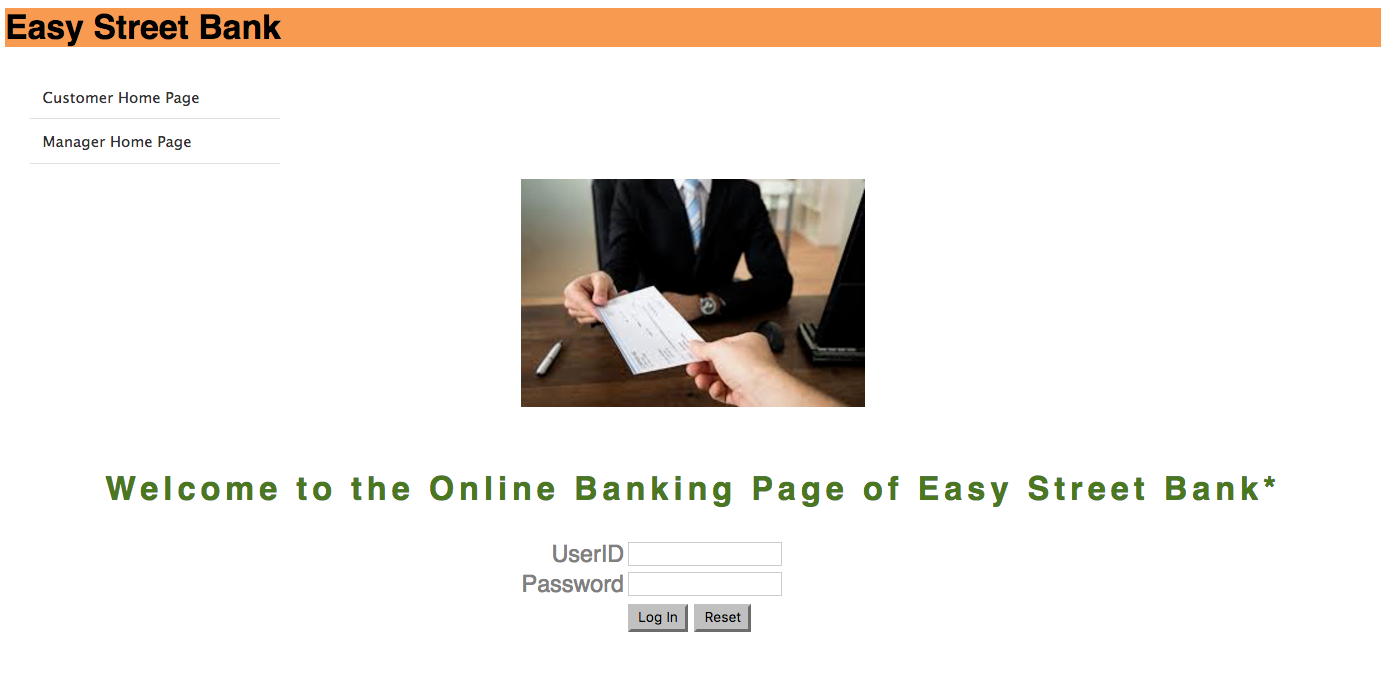 Easy Street Bank
Customer Home Page
Manager Home Page
Welcome to the Online Banking Page of Easy Street Bank*
UserID
Password
Log In Reset